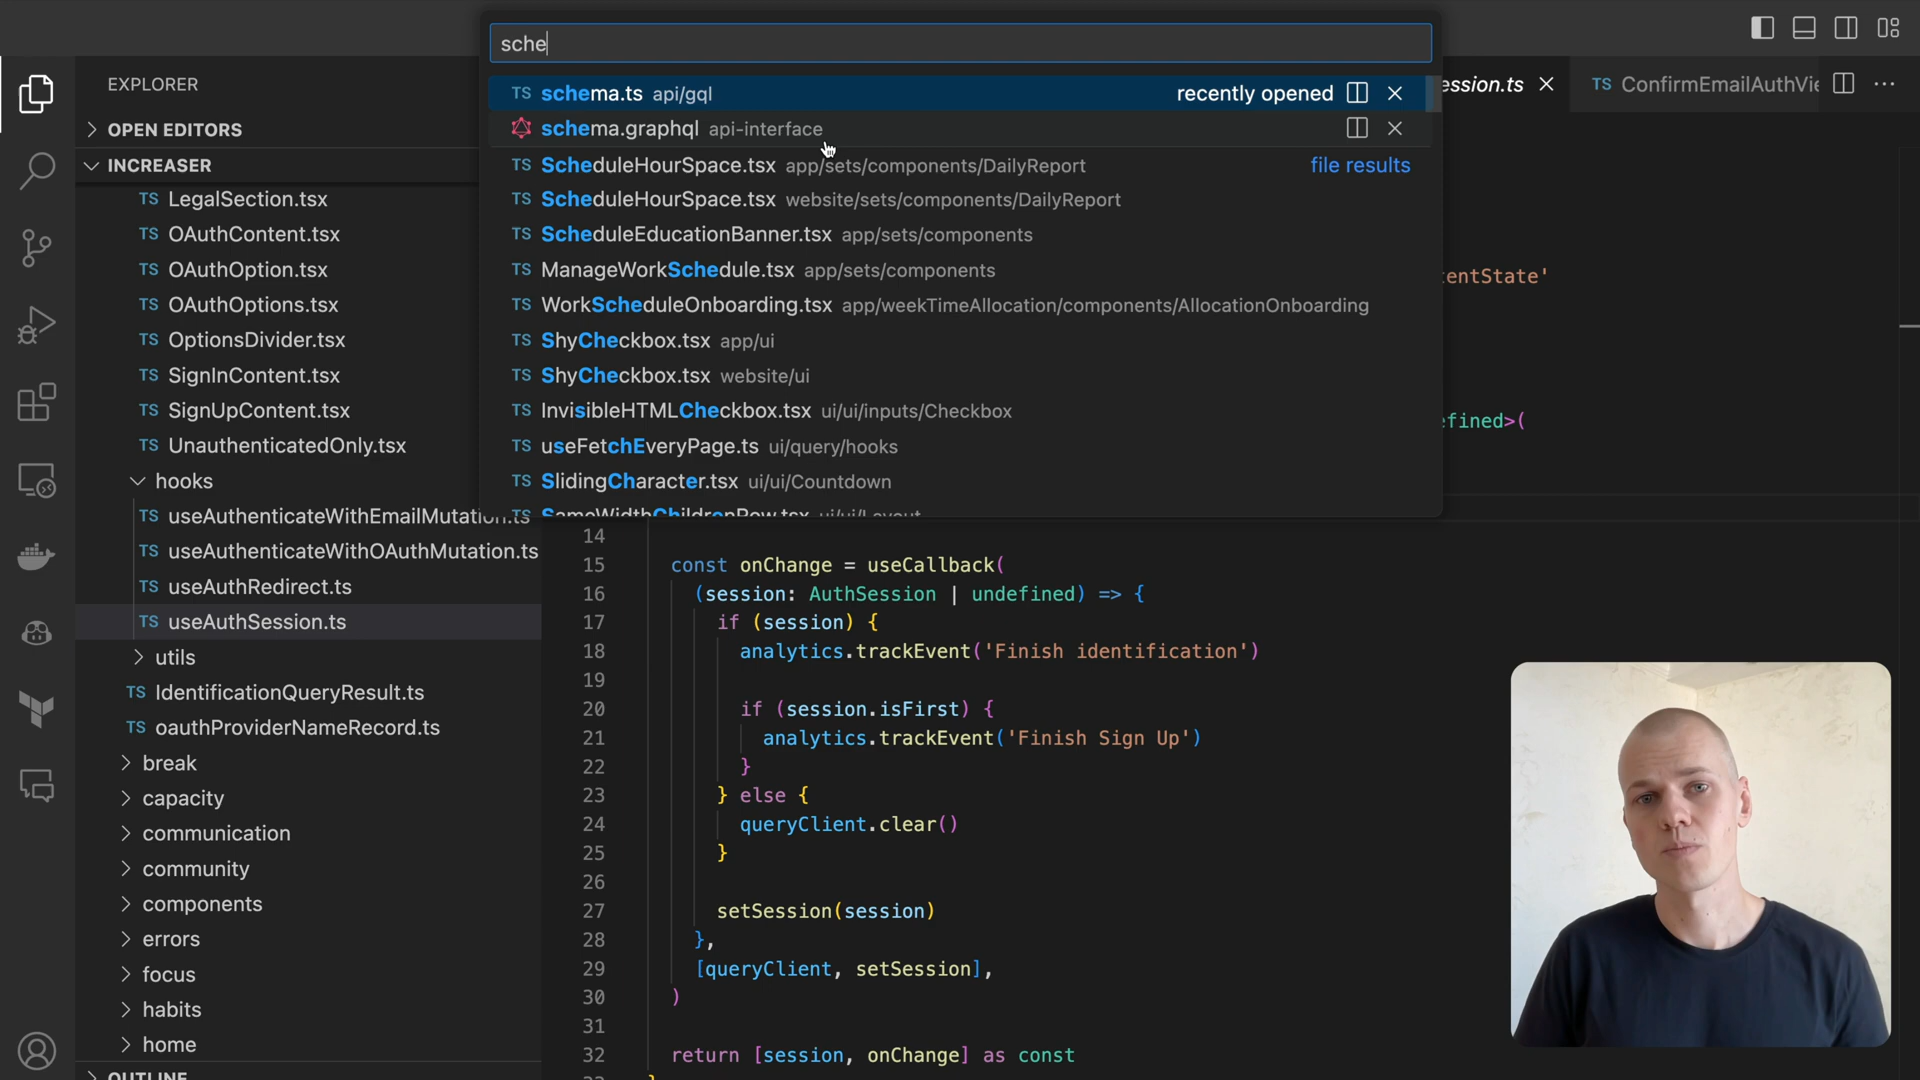 sche
TS schema.ts api/gql recently opened
schema.graphql api-interface
TS ScheduleHourSpace.tsx app/sets/components/DailyReport file results
TS ScheduleHourSpace.tsx website/sets/components/DailyReport
TS ScheduleEducationBanner.tsx app/sets/components
TS ManageWorkSchedule.tsx app/sets/components
TS WorkScheduleOnboarding.tsx app/weekTimeAllocation/components/AllocationOnboarding
TS ShyCheckbox.tsx app/ui
TS ShyCheckbox.tsx website/ui
TS InvisibleHTMLCheckbox.tsx ui/ui/inputs/Checkbox
TS useFetchEveryPage.ts ui/query/hooks
TS SlidingCharacter.tsx ui/ui/Countdown
TS SameWidthChildrenRow.tsx ui/ui/Layout
ession.ts
TS ConfirmEmailAuthVie
EXPLORER
OPEN EDITORS
INCREASER
TS LegalSection.tsx
TS OAuthContent.tsx
TS OAuthOption.tsx
TS OAuthOptions.tsx
TS OptionsDivider.tsx
TS SignInContent.tsx
TS SignUpContent.tsx
TS UnauthenticatedOnly.tsx
hooks
TS useAuthenticateWithEmailMutation.ts
TS useAuthenticateWithOAuthMutation.ts
TS useAuthRedirect.ts
TS useAuthSession.ts
utils
TS IdentificationQueryResult.ts
TS oauthProviderNameRecord.ts
break
capacity
communication
community
components
errors
focus
habits
home
OUTLINE
entState'
efined>(
14
15 const onChange = useCallback(
16 (session: AuthSession | undefined) => {
17 if (session) {
18 analytics.trackEvent('Finish identification')
19
20 if (session.isFirst) {
21 analytics.trackEvent('Finish Sign Up')
22 }
23 } else {
24 queryClient.clear()
25 }
26
27 setSession(session)
28 },
29 [queryClient, setSession],
30 )
31
32 return [session, onChange] as const
33 }